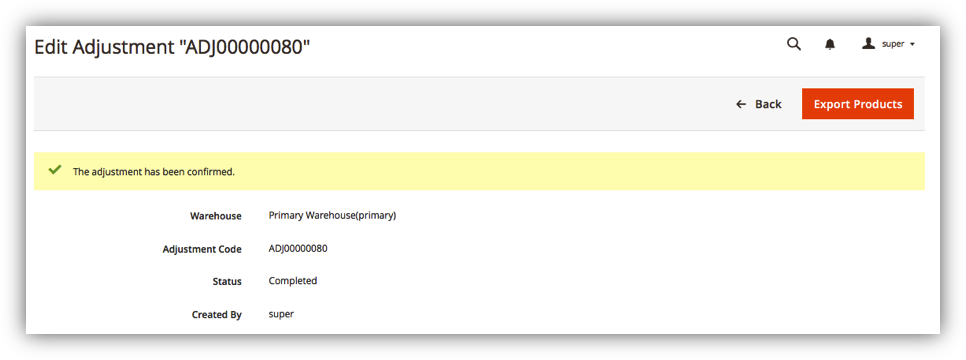 Edit Adjustment "ADJ00000080"
super
Back
Export Products
The adjustment has been confirmed.
Warehouse Primary Warehouse(primary)
Adjustment Code ADJ00000080
Status Completed
Created By super